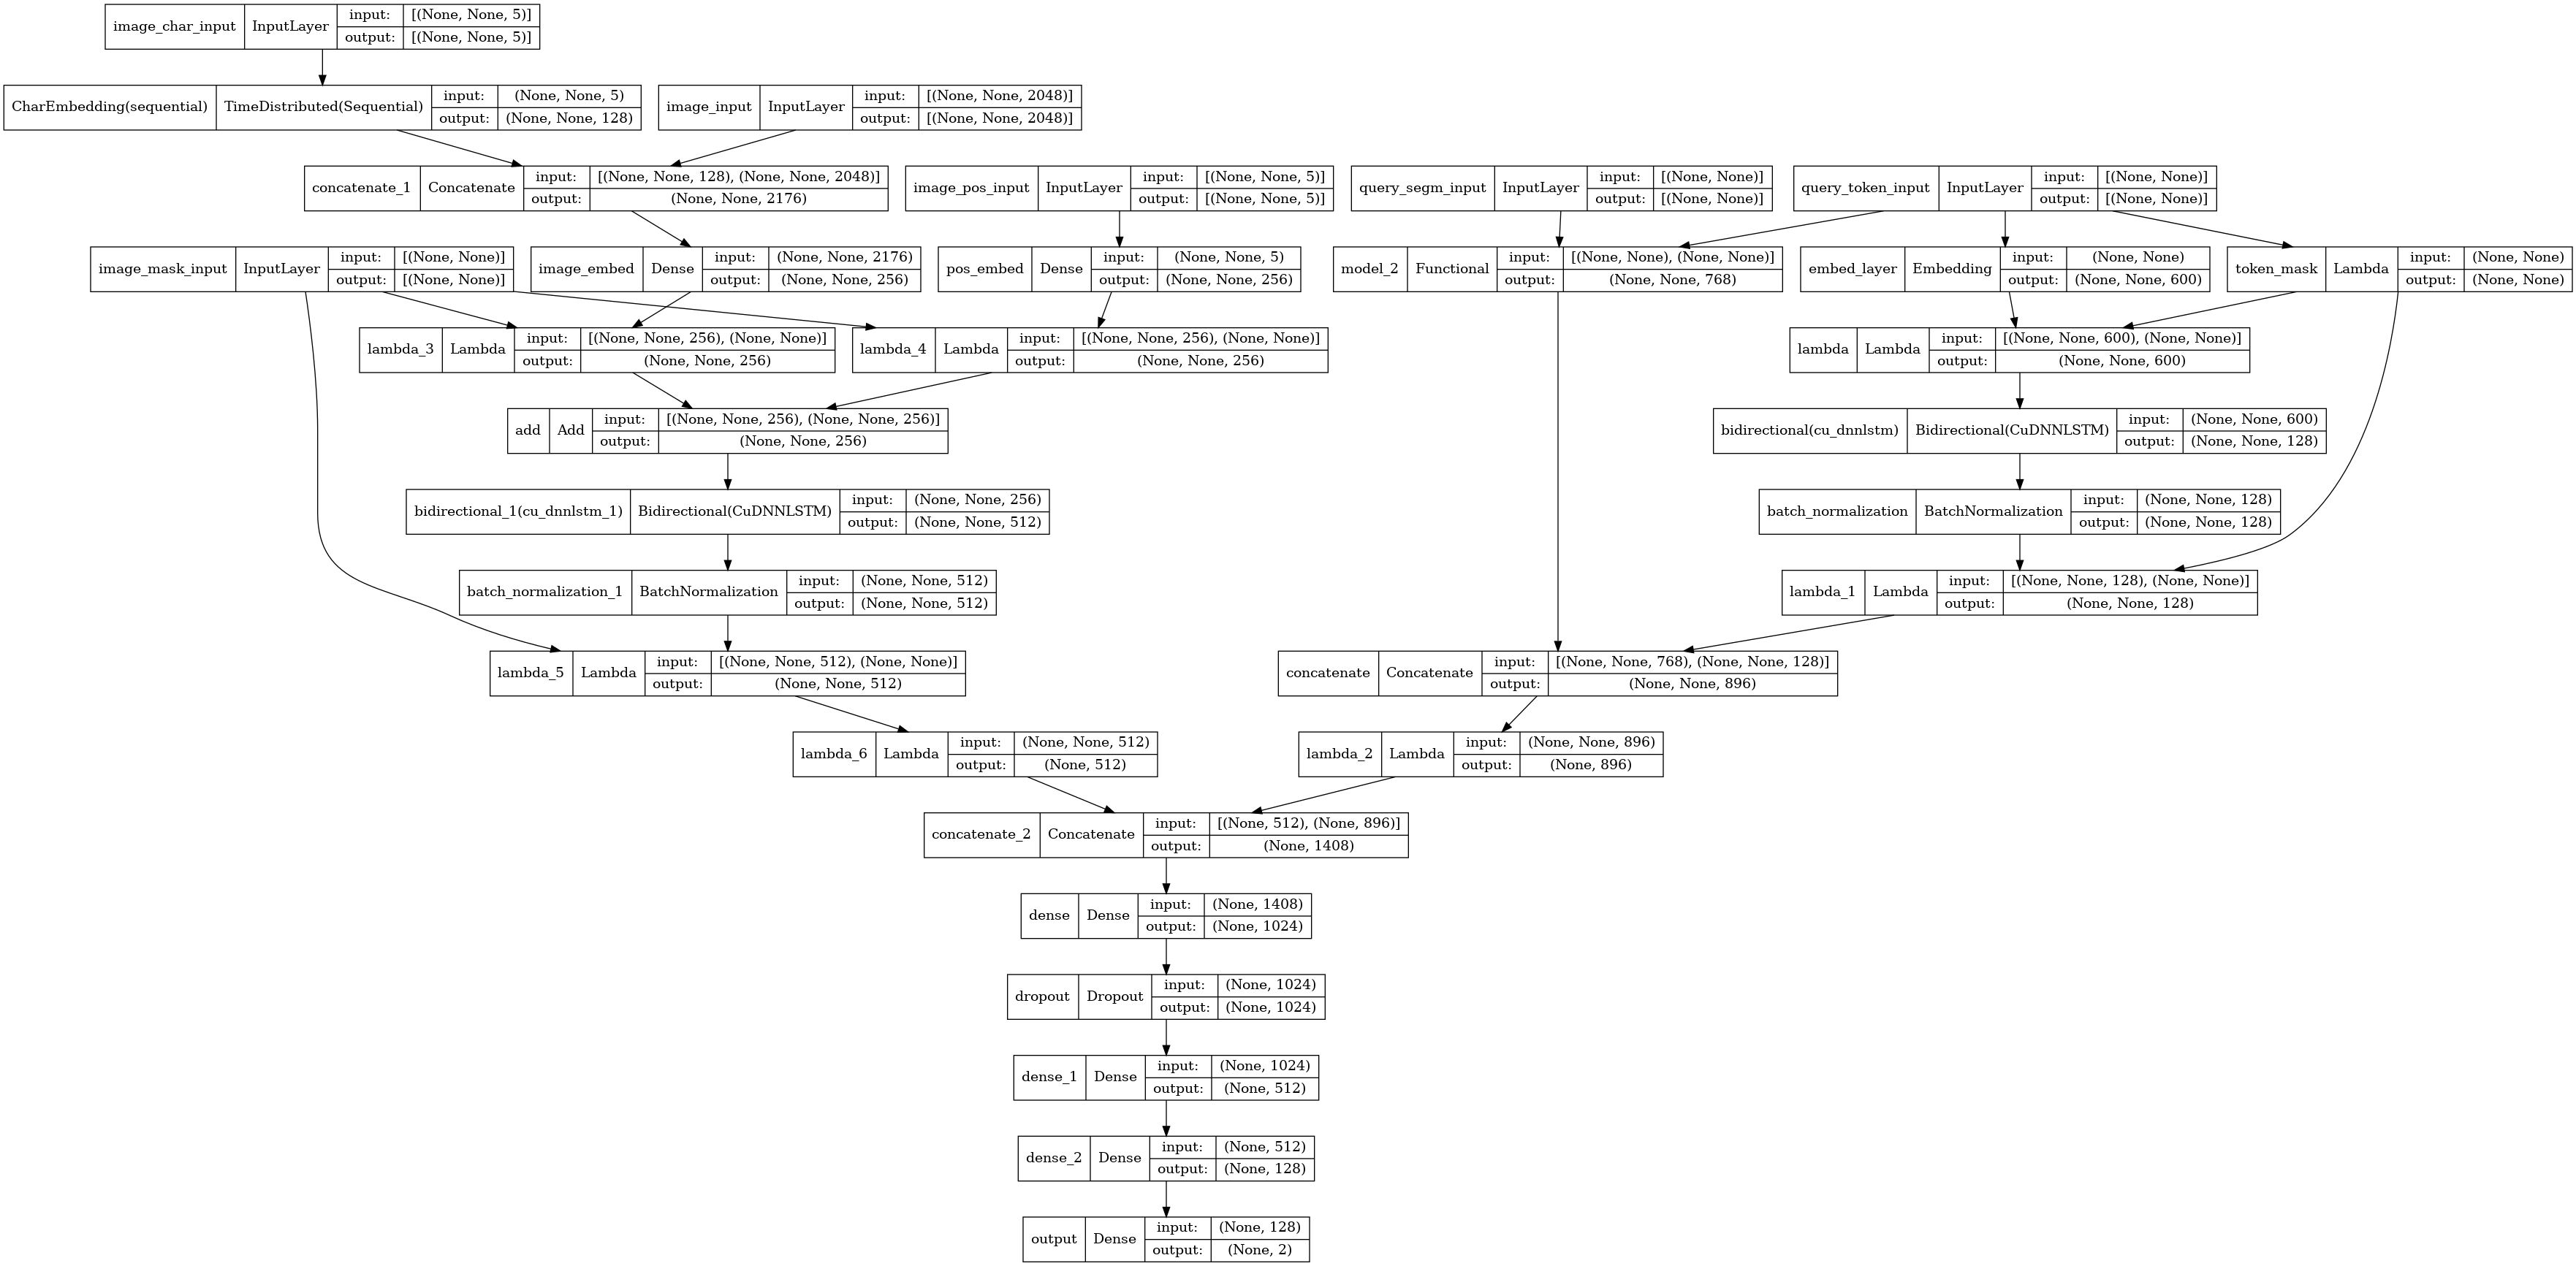 image_char_input InputLayer input: [(None, None, 5)]
output: [(None, None, 5)]
CharEmbedding(sequential) TimeDistributed(Sequential) input: (None, None, 5)
output: (None, None, 128)
image_input InputLayer input: [(None, None, 2048)]
output: [(None, None, 2048)]
concatenate_1 Concatenate input: [(None, None, 128), (None, None, 2048)]
output: (None, None, 2176)
image_pos_input InputLayer input: [(None, None, 5)]
output: [(None, None, 5)]
query_segm_input InputLayer input: [(None, None)]
output: [(None, None)]
query_token_input InputLayer input: [(None, None)]
output: [(None, None)]
image_mask_input InputLayer input: [(None, None)]
output: [(None, None)]
image_embed Dense input: (None, None, 2176)
output: (None, None, 256)
pos_embed Dense input: (None, None, 5)
output: (None, None, 256)
model_2 Functional input: [(None, None), (None, None)]
output: (None, None, 768)
embed_layer Embedding input: (None, None)
output: (None, None, 600)
token_mask Lambda input: (None, None)
output: (None, None)
lambda_3 Lambda input: [(None, None, 256), (None, None)]
output: (None, None, 256)
lambda_4 Lambda input: [(None, None, 256), (None, None)]
output: (None, None, 256)
lambda Lambda input: [(None, None, 600), (None, None)]
output: (None, None, 600)
add Add input: [(None, None, 256), (None, None, 256)]
output: (None, None, 256)
bidirectional(cu_dnnlstm) Bidirectional(CuDNNLSTM) input: (None, None, 600)
output: (None, None, 128)
bidirectional_1(cu_dnnlstm_1) Bidirectional(CuDNNLSTM) input: (None, None, 256)
output: (None, None, 512)
batch_normalization BatchNormalization input: (None, None, 128)
output: (None, None, 128)
batch_normalization_1 BatchNormalization input: (None, None, 512)
output: (None, None, 512)
lambda_1 Lambda input: [(None, None, 128), (None, None)]
output: (None, None, 128)
lambda_5 Lambda input: [(None, None, 512), (None, None)]
output: (None, None, 512)
concatenate Concatenate input: [(None, None, 768), (None, None, 128)]
output: (None, None, 896)
lambda_6 Lambda input: (None, None, 512)
output: (None, 512)
lambda_2 Lambda input: (None, None, 896)
output: (None, 896)
concatenate_2 Concatenate input: [(None, 512), (None, 896)]
output: (None, 1408)
dense Dense input: (None, 1408)
output: (None, 1024)
dropout Dropout input: (None, 1024)
output: (None, 1024)
dense_1 Dense input: (None, 1024)
output: (None, 512)
dense_2 Dense input: (None, 512)
output: (None, 128)
output Dense input: (None, 128)
output: (None, 2)